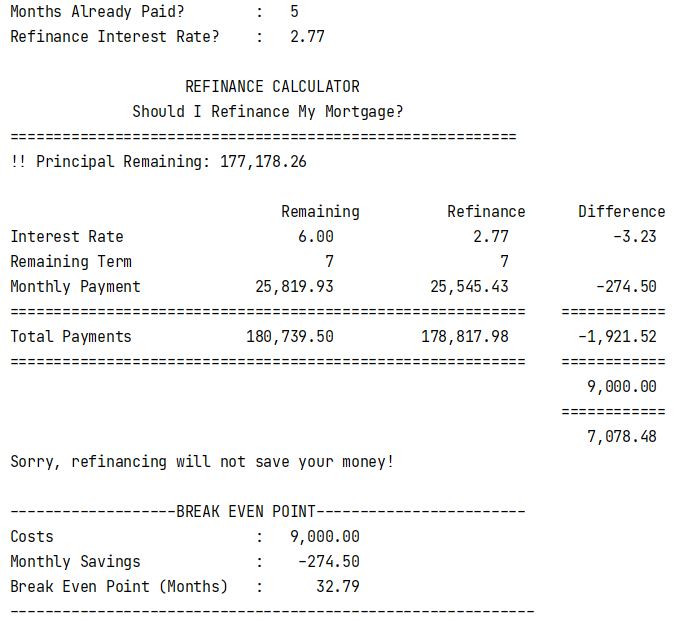 Months Already Paid?        :   5
Refinance Interest Rate?    :   2.77
REFINANCE CALCULATOR
Should I Refinance My Mortgage?
==========================================================
!! Principal Remaining: 177,178.26
Remaining          Refinance      Difference
Interest Rate                    6.00                2.77            -3.23
Remaining Term                      7                   7
Monthly Payment             25,819.93           25,545.43          -274.50
===========================================================    ============
Total Payments             180,739.50          178,817.98        -1,921.52
===========================================================    ============
9,000.00
============
7,078.48
Sorry, refinancing will not save your money!
-------------------BREAK EVEN POINT------------------------
Costs                       :   9,000.00
Monthly Savings             :    -274.50
Break Even Point (Months)   :      32.79
------------------------------------------------------------